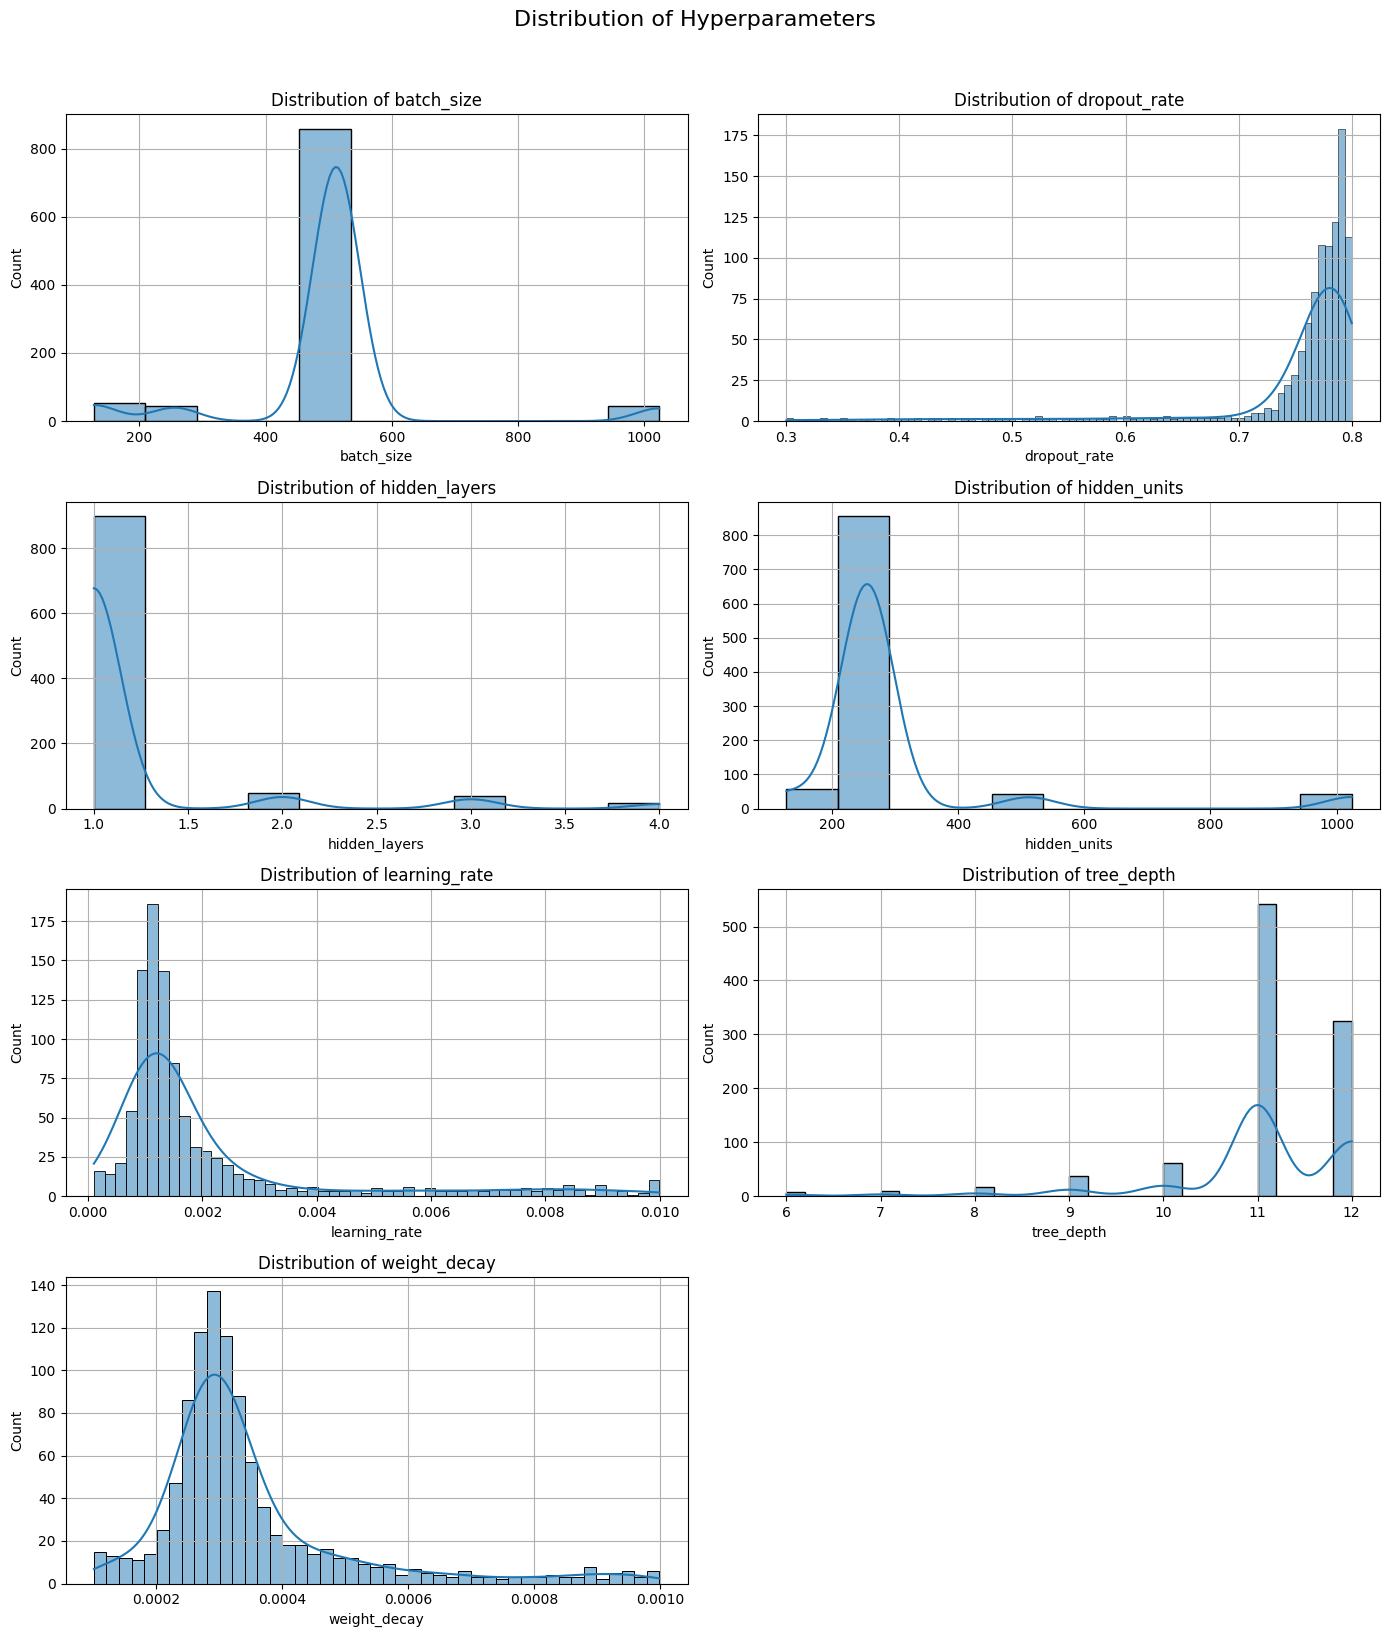 Distribution of Hyperparameters
Distribution of batch_size
Count
800
600
400
200
0
200 400 600 800 1000
batch_size
Distribution of dropout_rate
Count
175
150
125
100
75
50
25
0
0.3 0.4 0.5 0.6 0.7 0.8
dropout_rate
Distribution of hidden_layers
Count
800
600
400
200
0
1.0 1.5 2.0 2.5 3.0 3.5 4.0
hidden_layers
Distribution of hidden_units
Count
800
700
600
500
400
300
200
100
0
200 400 600 800 1000
hidden_units
Distribution of learning_rate
Count
175
150
125
100
75
50
25
0
0.000 0.002 0.004 0.006 0.008 0.010
learning_rate
Distribution of tree_depth
Count
500
400
300
200
100
0
6 7 8 9 10 11 12
tree_depth
Distribution of weight_decay
Count
140
120
100
80
60
40
20
0
0.0002 0.0004 0.0006 0.0008 0.0010
weight_decay